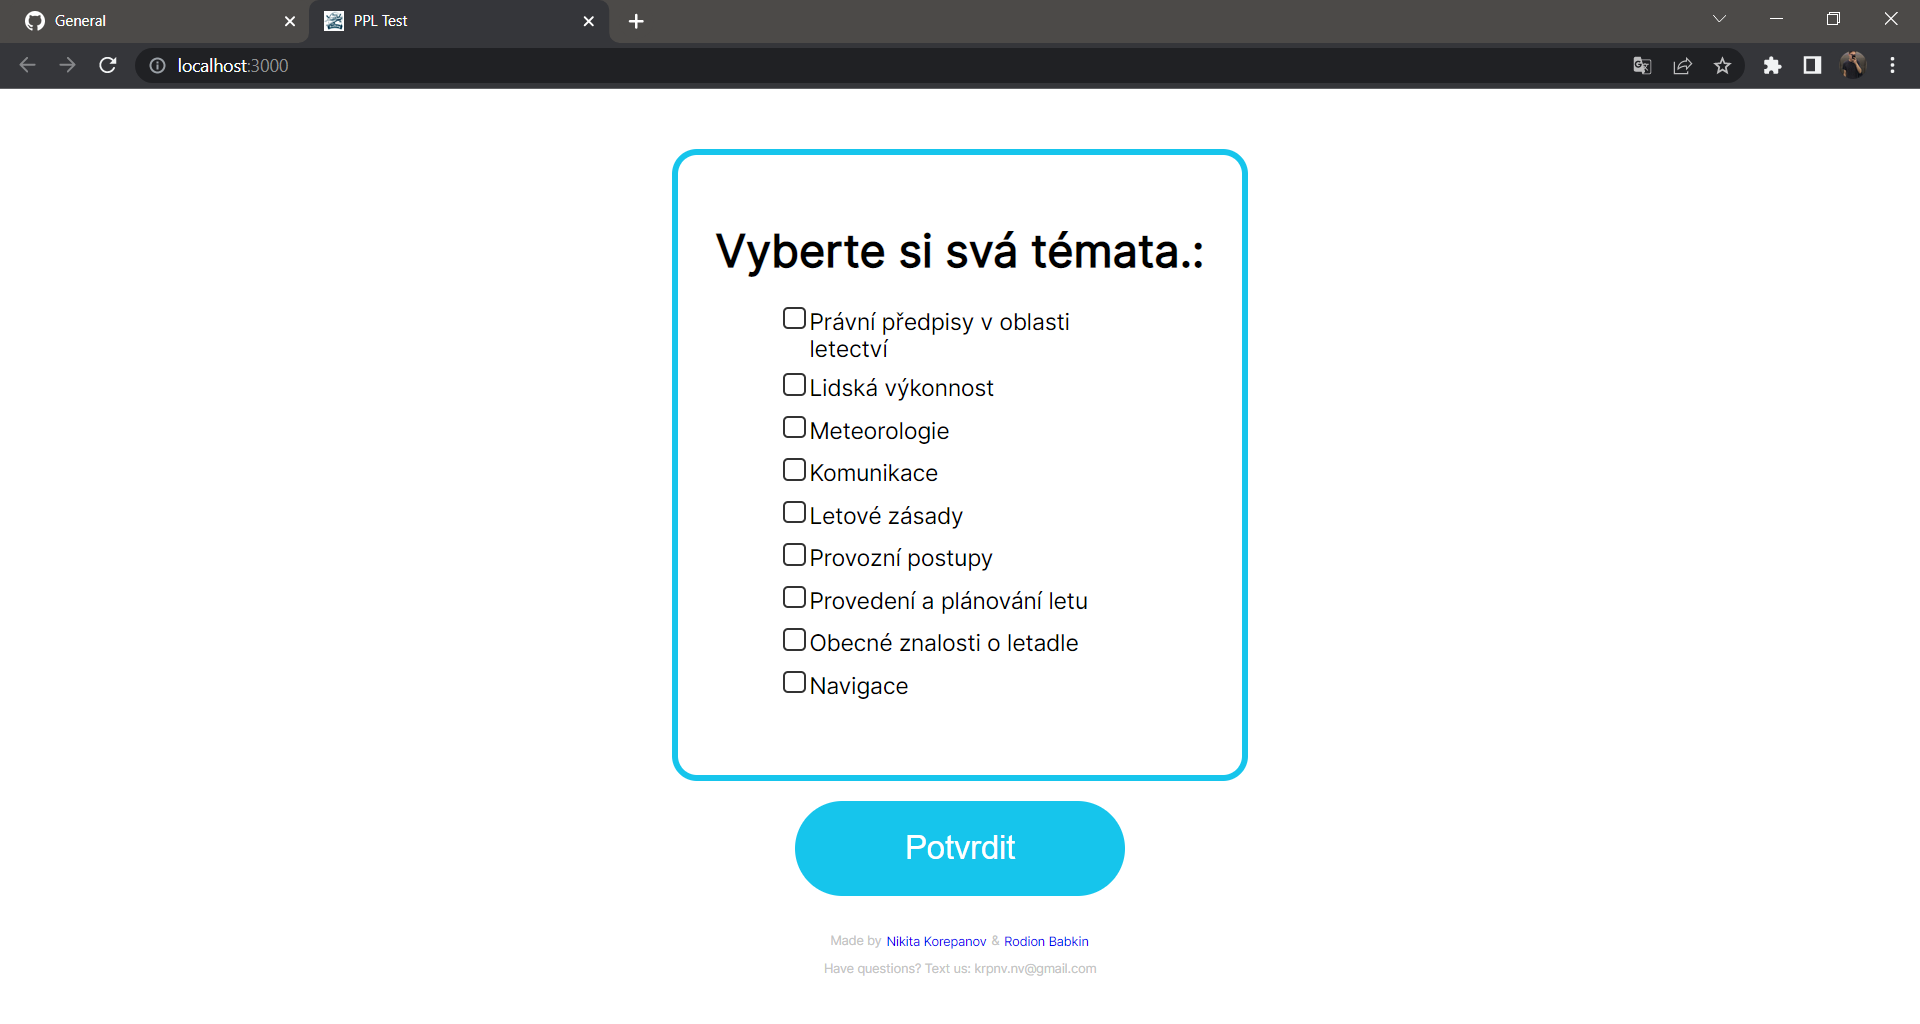 General
PPL Test
localhost:3000
Vyberte si svá témata.:
Právní předpisy v oblasti
letectví
Lidská výkonnost
Meteorologie
Komunikace
Letové zásady
Provozní postupy
Provedení a plánování letu
Obecné znalosti o letadle
Navigace
Potvrdit
Made by Nikita Korepanov & Rodion Babkin
Have questions? Text us: krpnv.nv@gmail.com